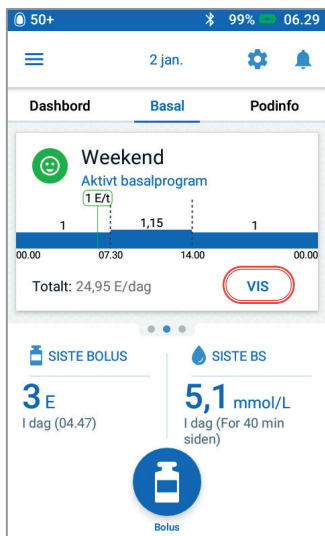 50+ 99% 06.29
2 jan.
Dashbord Basal Podinfo
Weekend
Aktivt basalprogram
1 E/t
1 1,15 1
00.00 07.30 14.00 00.00
Totalt: 24,95 E/dag VIS
SISTE BOLUS
3 E
I dag (04.47)
SISTE BS
5,1 mmol/L
I dag (For 40 min
siden)
Bolus